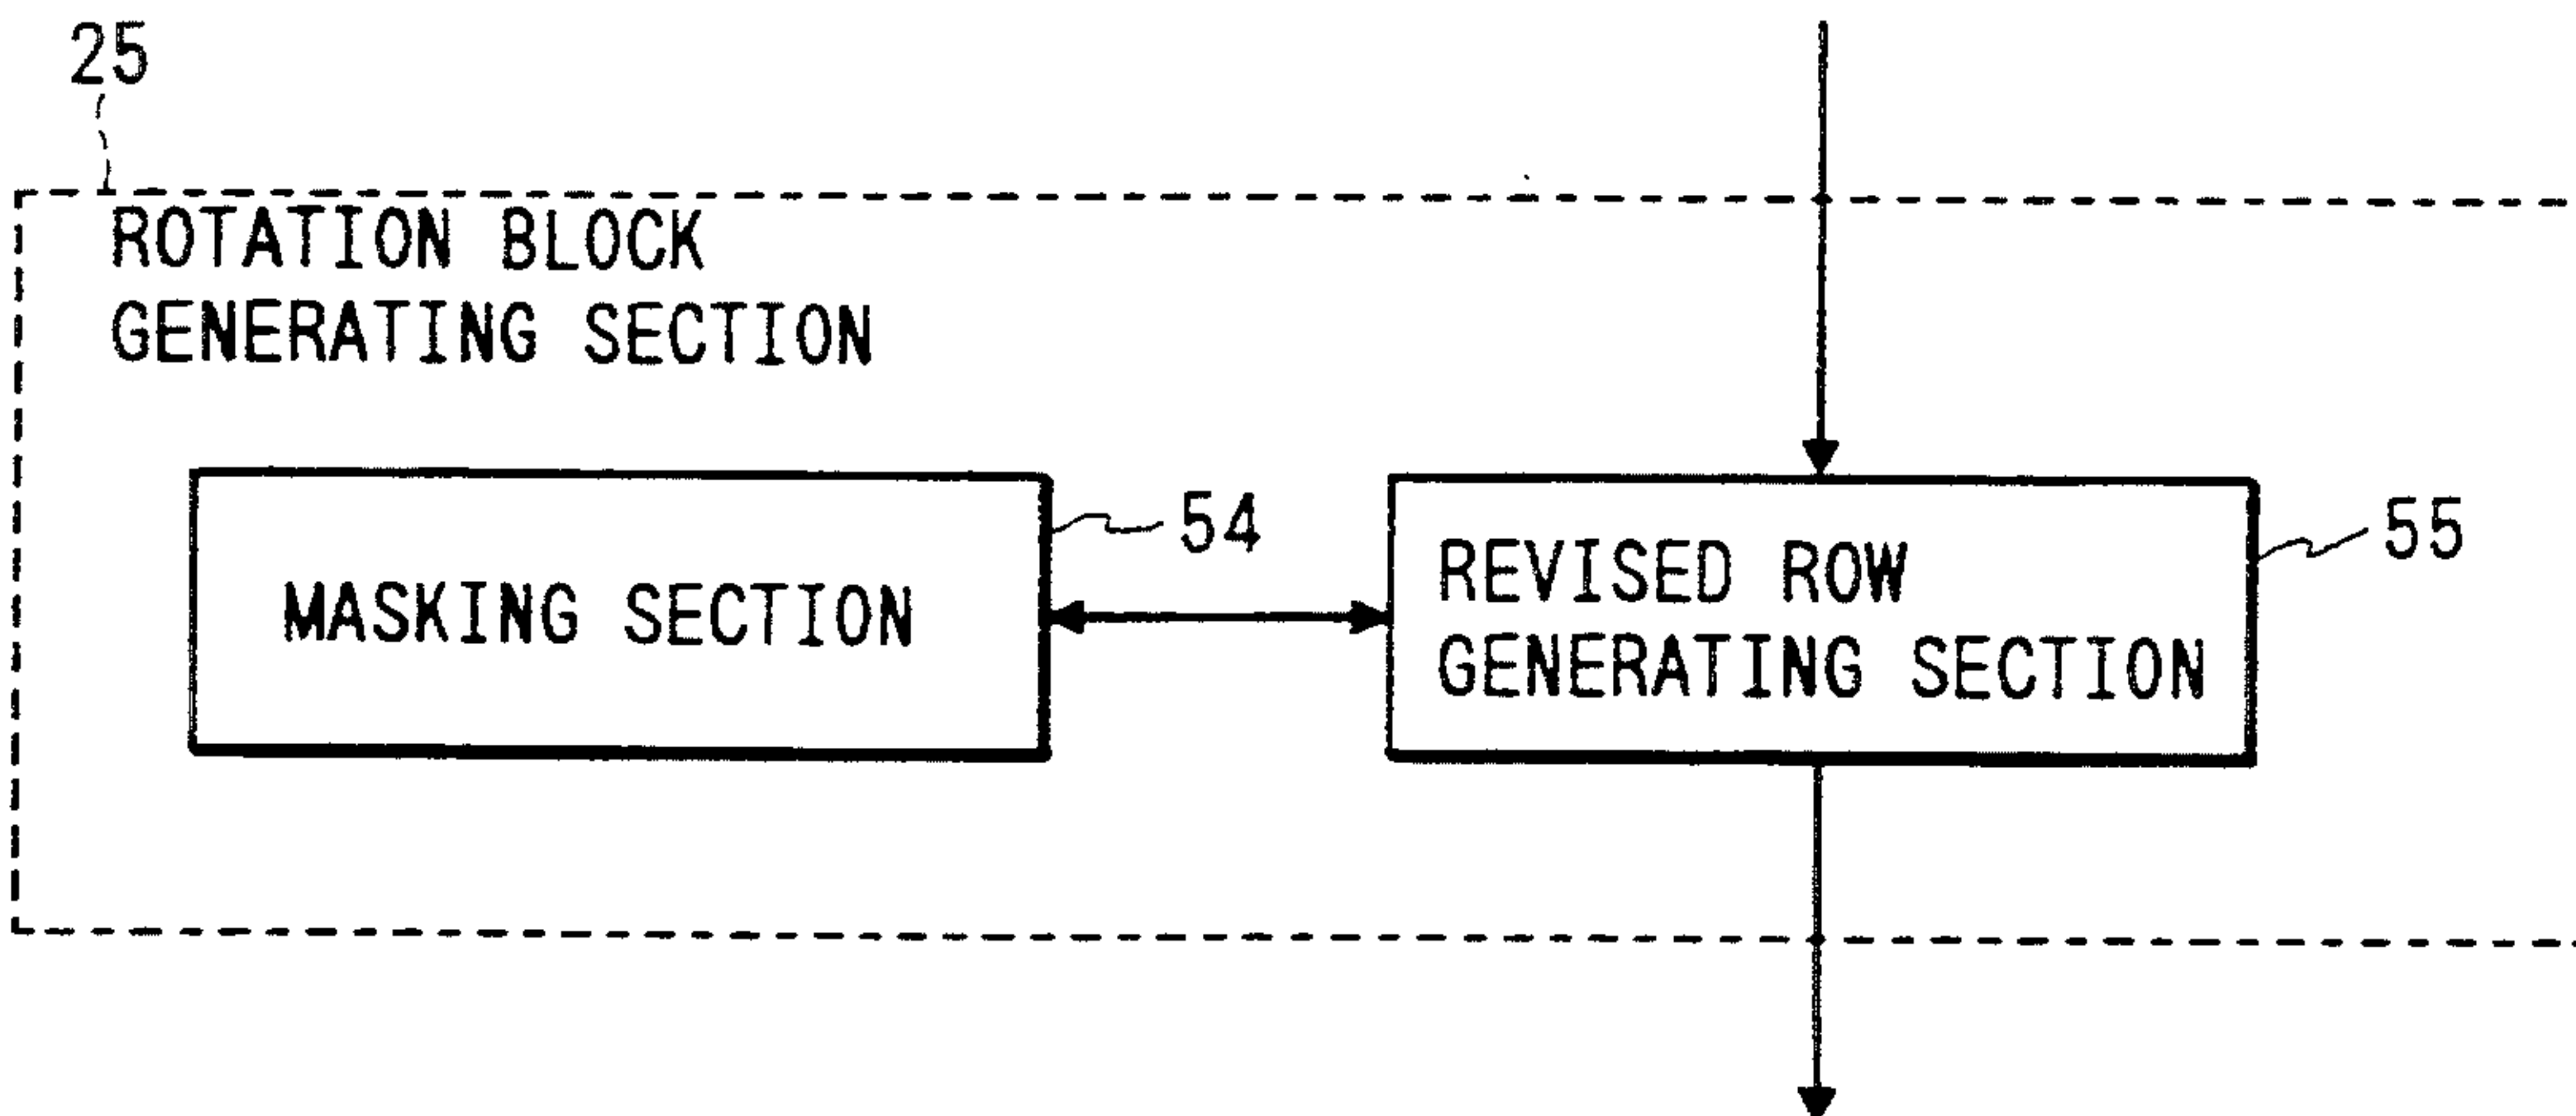 25
ROTATION BLOCK
GENERATING SECTION
MASKING SECTION
54
REVISED ROW
GENERATING SECTION
55